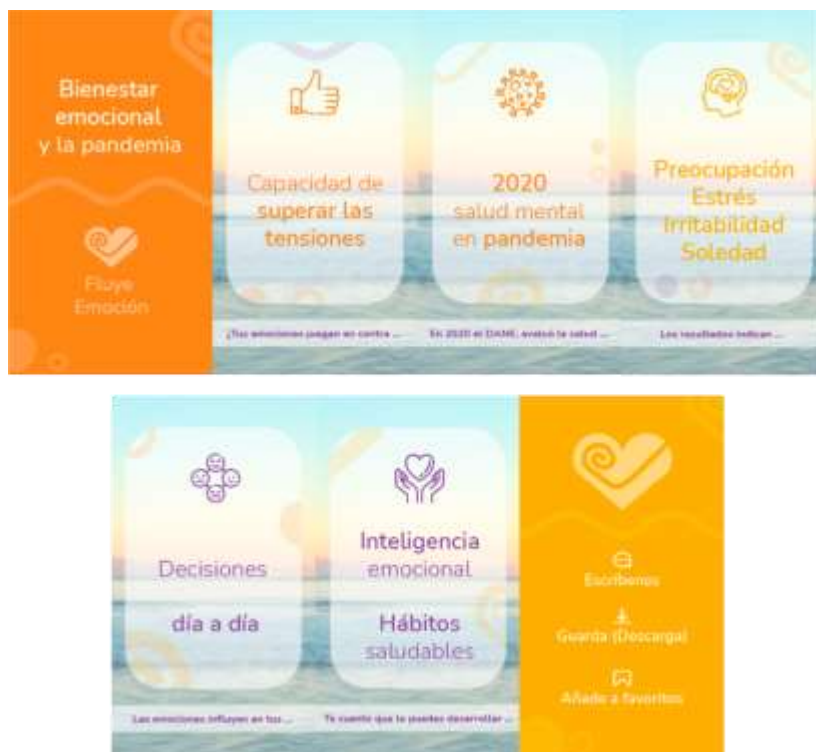 Bienestar
emocional
y la pandemia
Fluye
Emoción
Capacidad de
superar las
tensiones
¿Tus emociones juegan en contra ...
2020
salud mental
en pandemia
En 2020 el DANE, evaluó la salud ...
Preocupación
Estrés
Irritabilidad
Soledad
Los resultados indican ...
Decisiones
día a día
Las emociones influyen en tus ...
Inteligencia
emocional
Hábitos
saludables
Te cuento que la puedes desarrollar ...
Escríbenos
Guarda (Descarga)
Añade a favoritos